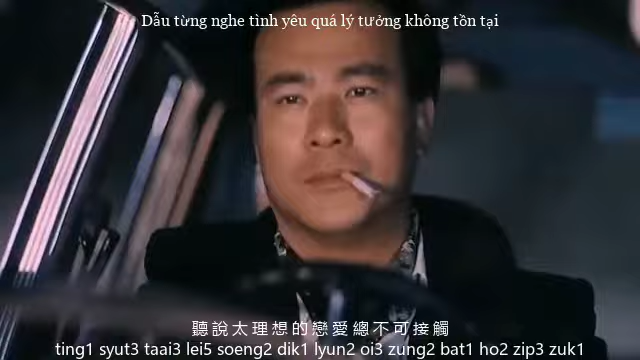 Dẫu từng nghe tình yêu quá lý tưởng không tồn tại
聽說太理想的戀愛總不可接觸
ting1 syut3 taai3 lei5 soeng2 dik1 lyun2 oi3 zung2 bat1 ho2 zip3 zuk1